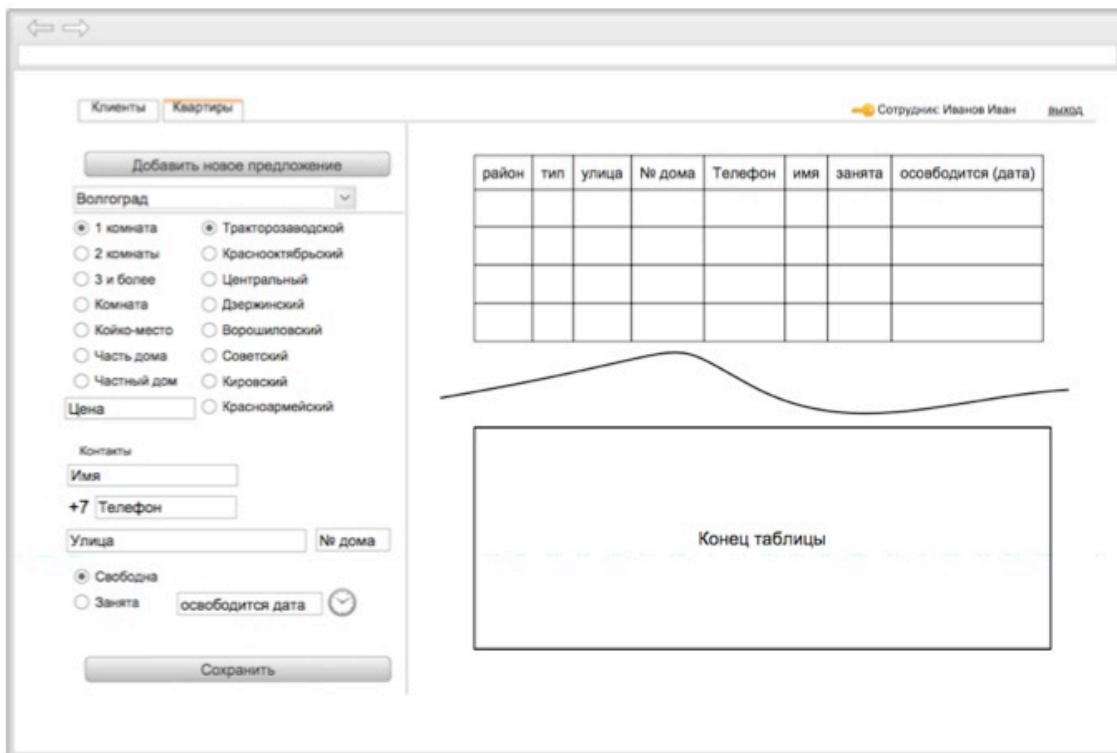 Клиенты Квартиры
Сотрудник: Иванов Иван выход
Добавить новое предложение
Волгоград
1 комната Тракторозаводской
2 комнаты Краснооктябрьский
3 и более Центральный
Комната Дзержинский
Койко-место Ворошиловский
Часть дома Советский
Частный дом Кировский
Цена Красноармейский
Контакты
Имя
+7 Телефон
Улица № дома
Свободна
Занята освободится дата
Сохранить
район тип улица № дома Телефон имя занята осовбодится (дата)
Конец таблицы